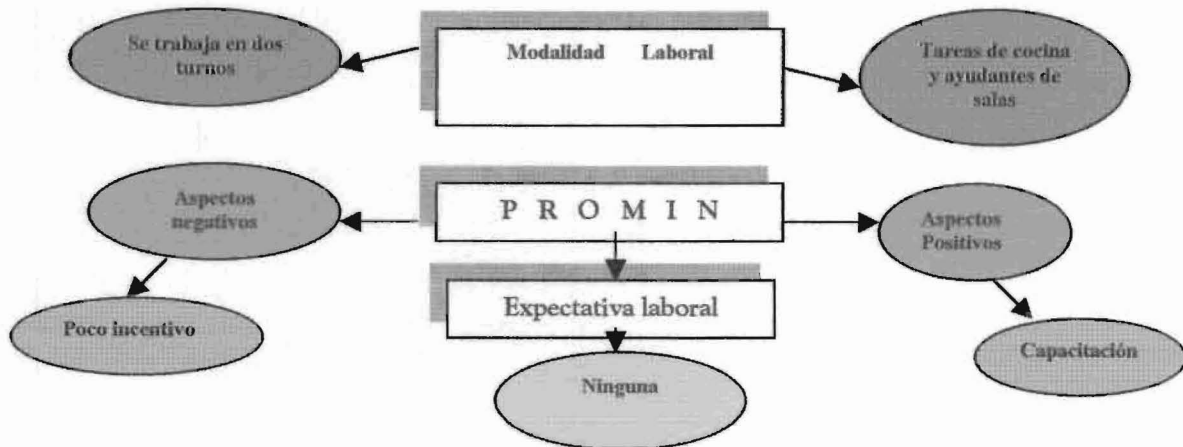 Se trabaja en dos
turnos
Modalidad Laboral
Tareas de cocina
y ayudantes de
salas
Aspectos
negativos
P R O M I N
Aspectos
Positivos
Poco incentivo
Expectativa laboral
Capacitación
Ninguna